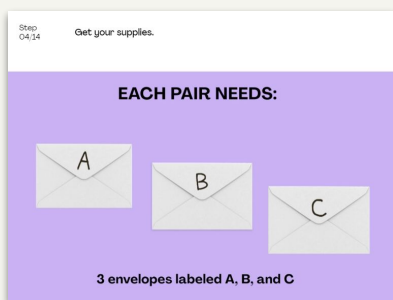 Step
04/14
Get your supplies.
EACH PAIR NEEDS:
A
B
C
3 envelopes labeled A, B, and C